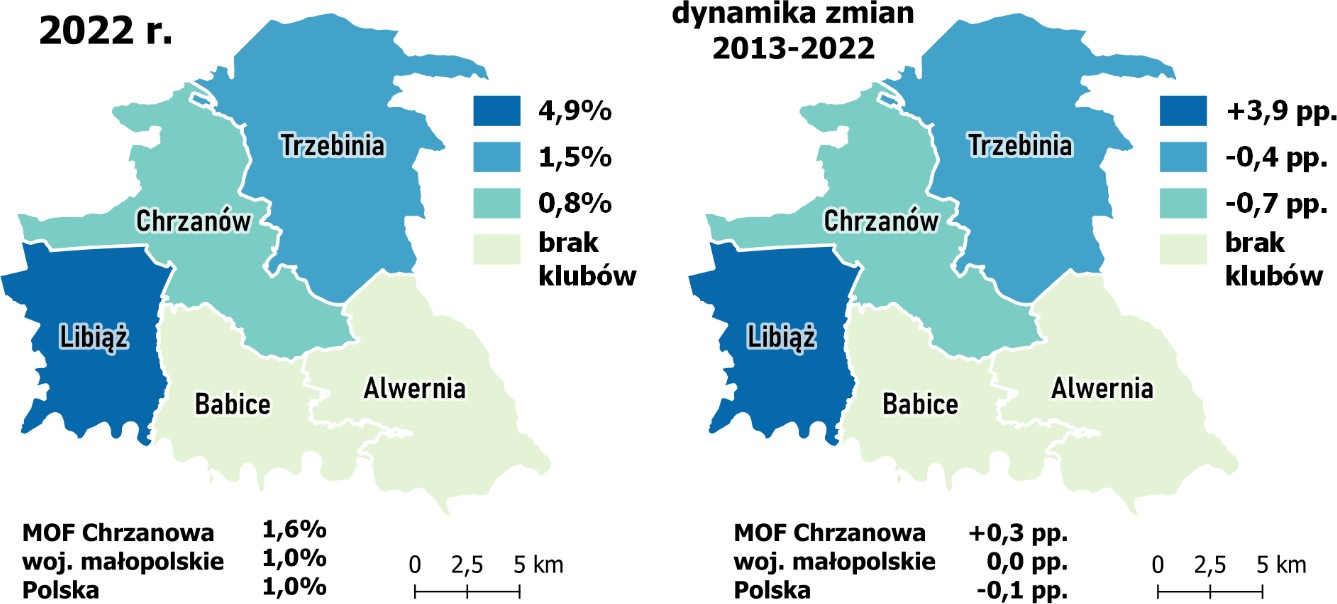 2022 r.
4,9%
1,5%
0,8%
brak
klubów
Trzebinia
Chrzanów
Libiąż
Babice
Alwernia
MOF Chrzanowa 1,6%
woj. małopolskie 1,0%
Polska 1,0%
0 2,5 5 km
dynamika zmian
2013-2022
+3,9 pp.
-0,4 pp.
-0,7 pp.
brak
klubów
Trzebinia
Chrzanów
Libiąż
Babice
Alwernia
MOF Chrzanowa +0,3 pp.
woj. małopolskie 0,0 pp.
Polska -0,1 pp.
0 2,5 5 km